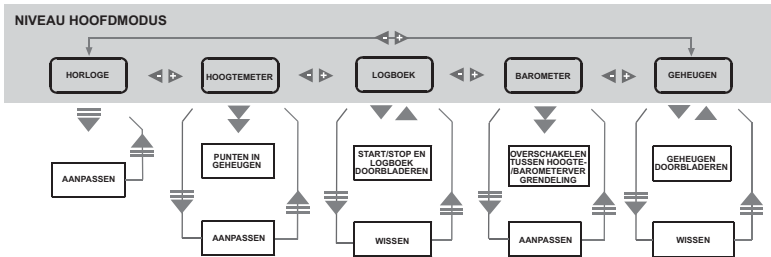 NIVEAU HOOFDMODUS
HORLOGE
HOOGTEMETER
LOGBOEK
BAROMETER
GEHEUGEN
PUNTEN IN
GEHEUGEN
START/STOP EN
LOGBOEK
DOORBLADEREN
OVERSCHAKELEN
TUSSEN HOOGTE-
/BAROMETERVER
GRENDELING
GEHEUGEN
DOORBLADEREN
AANPASSEN
AANPASSEN
WISSEN
AANPASSEN
WISSEN